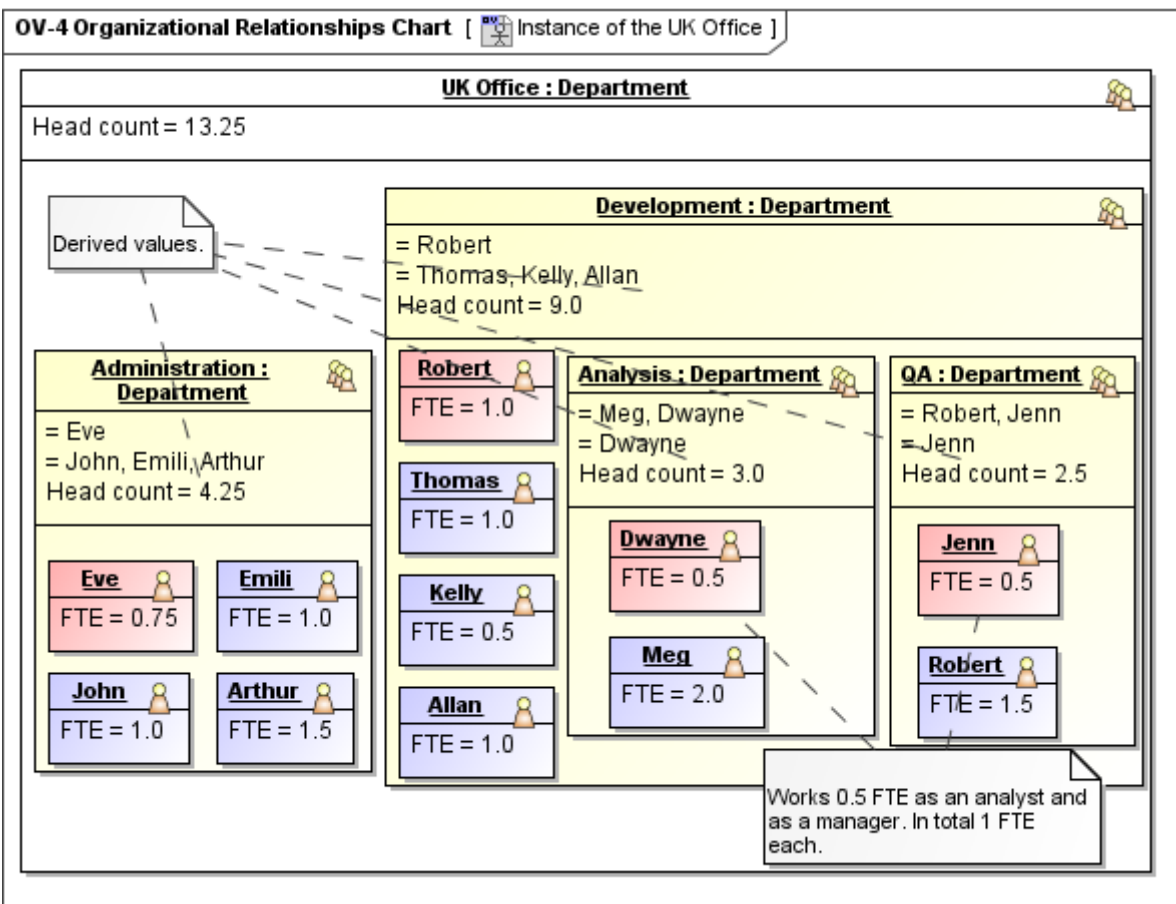 OV-4 Organizational Relationships Chart [ Instance of the UK Office ]
UK Office : Department
Head count = 13.25
Derived values.
Development : Department
= Robert
= Thomas, Kelly, Allan
Head count = 9.0
Administration :
Department
= Eve
= John, Emili, Arthur
Head count = 4.25
Eve
FTE = 0.75
Emili
FTE = 1.0
John
FTE = 1.0
Arthur
FTE = 1.5
Robert
FTE = 1.0
Thomas
FTE = 1.0
Kelly
FTE = 0.5
Allan
FTE = 1.0
Analysis : Department
= Meg, Dwayne
= Dwayne
Head count = 3.0
Dwayne
FTE = 0.5
Meg
FTE = 2.0
QA : Department
= Robert, Jenn
= Jenn
Head count = 2.5
Jenn
FTE = 0.5
Robert
FTE = 1.5
Works 0.5 FTE as an analyst and
as a manager. In total 1 FTE
each.